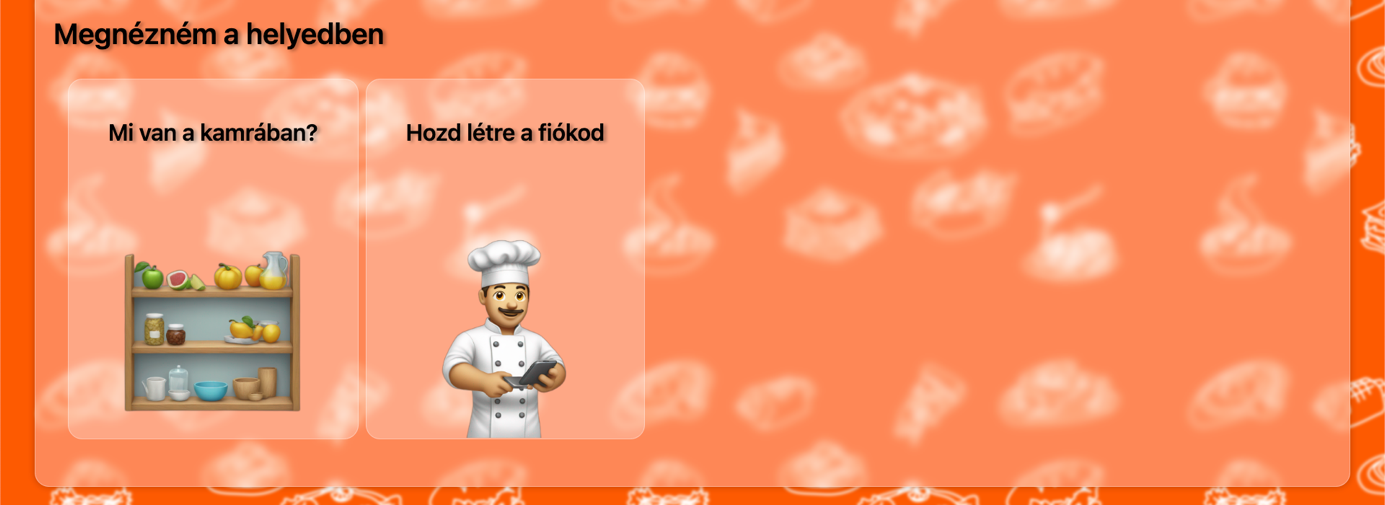 Megnézném a helyedben
Mi van a kamrában?
Hozd létre a fiókod